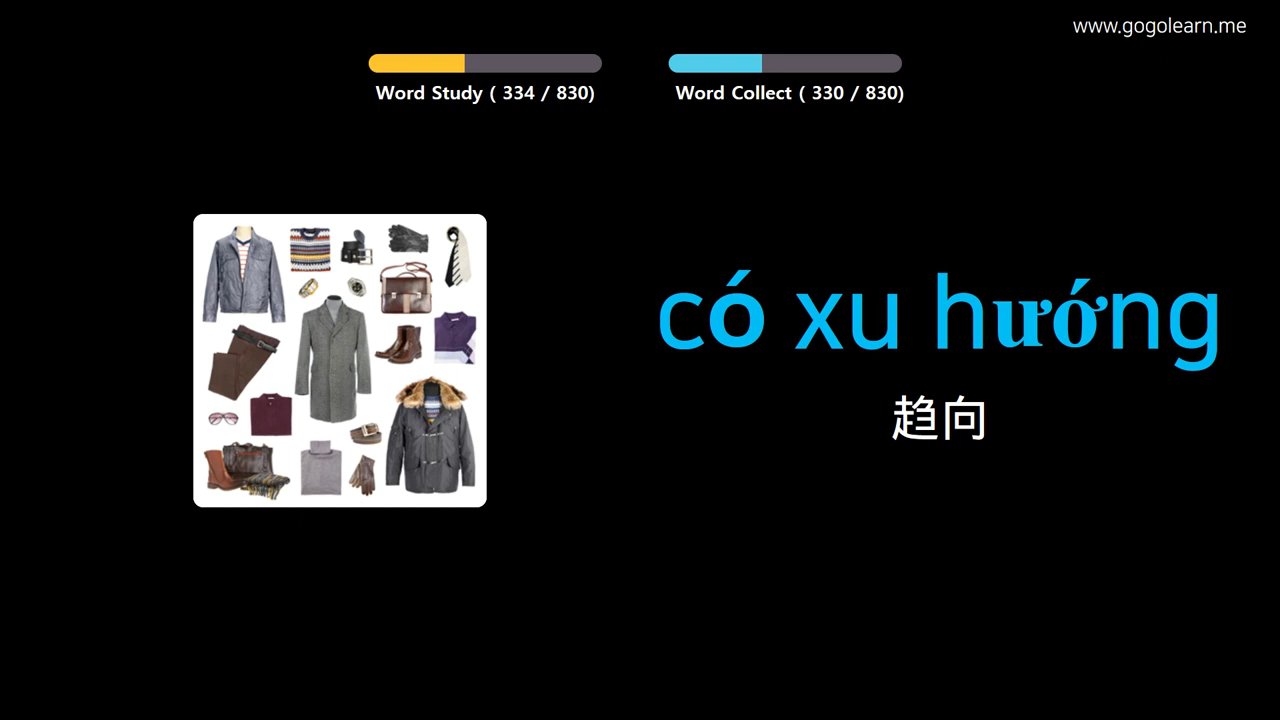 www.gogolearn.me
Word Study ( 334 / 830)
Word Collect ( 330 / 830)
có xu hướng
趋向